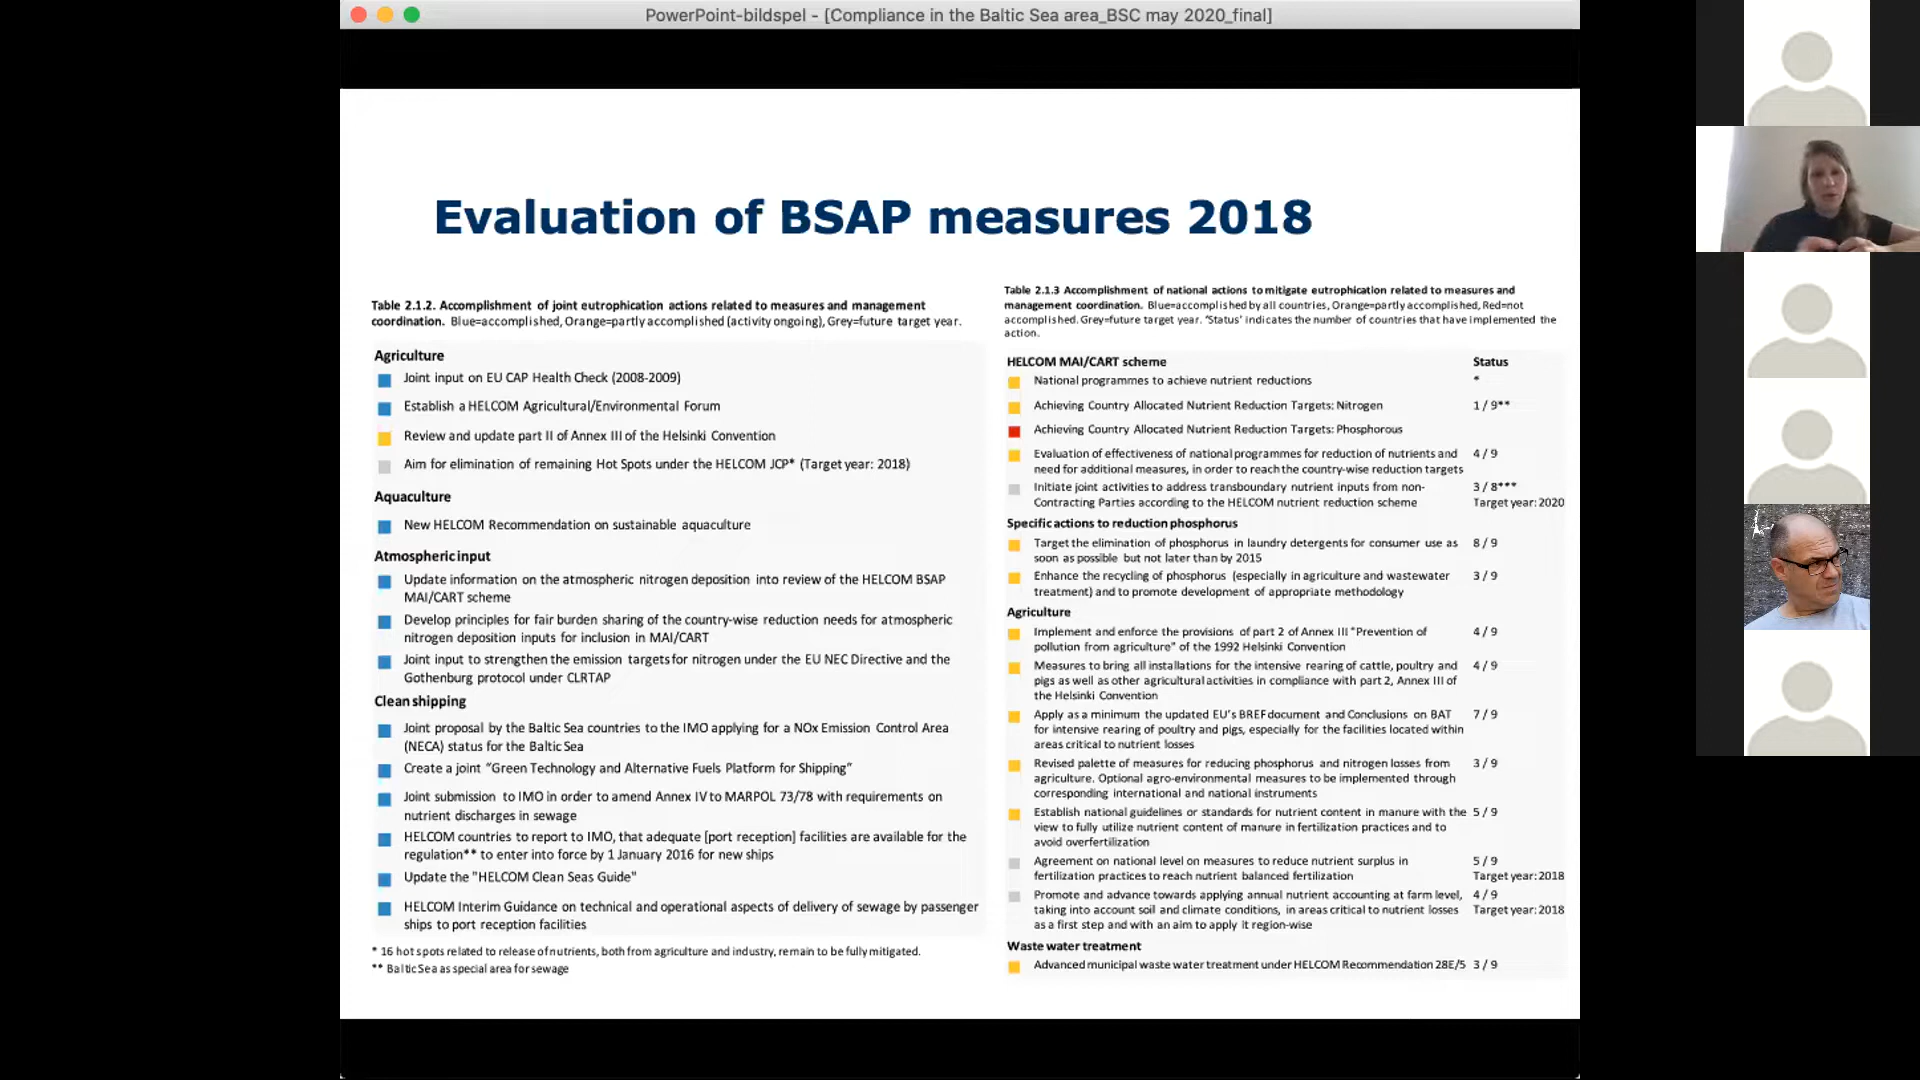 PowerPoint-bildspel - [Compliance in the Baltic Sea area_BSC may 2020_final]
Evaluation of BSAP measures 2018
Table 2.1.2. Accomplishment of joint eutrophication actions related to measures and management
coordination. Blue=accomplished, Orange=partly accomplished (activity ongoing), Grey=future target year.
Agriculture
Joint input on EU CAP Health Check (2008-2009)
Establish a HELCOM Agricultural/Environmental Forum
Review and update part II of Annex III of the Helsinki Convention
Aim for elimination of remaining Hot Spots under the HELCOM JCP* (Target year: 2018)
Aquaculture
New HELCOM Recommendation on sustainable aquaculture
Atmospheric input
Update information on the atmospheric nitrogen deposition into review of the HELCOM BSAP
MAI/CART scheme
Develop principles for fair burden sharing of the country-wise reduction needs for atmospheric
nitrogen deposition inputs for inclusion in MAI/CART
Joint input to strengthen the emission targets for nitrogen under the EU NEC Directive and the
Gothenburg protocol under CLRTAP
Clean shipping
Joint proposal by the Baltic Sea countries to the IMO applying for a NOx Emission Control Area
(NECA) status for the Baltic Sea
Create a joint "Green Technology and Alternative Fuels Platform for Shipping"
Joint submission to IMO in order to amend Annex IV to MARPOL 73/78 with requirements on
nutrient discharges in sewage
HELCOM countries to report to IMO, that adequate [port reception] facilities are available for the
regulation** to enter into force by 1 January 2016 for new ships
Update the "HELCOM Clean Seas Guide"
HELCOM Interim Guidance on technical and operational aspects of delivery of sewage by passenger
ships to port reception facilities
* 16 hot spots related to release of nutrients, both from agriculture and industry, remain to be fully mitigated.
** Baltic Sea as special area for sewage
Table 2.1.3 Accomplishment of national actions to mitigate eutrophication related to measures and
management coordination. Blue=accomplished by all countries, Orange=partly accomplished, Red=not
accomplished. Grey=future target year. 'Status' indicates the number of countries that have implemented the
action.
HELCOM MAI/CART scheme Status
National programmes to achieve nutrient reductions *
Achieving Country Allocated Nutrient Reduction Targets: Nitrogen 1 / 9**
Achieving Country Allocated Nutrient Reduction Targets: Phosphorous
Evaluation of effectiveness of national programmes for reduction of nutrients and 4 / 9
need for additional measures, in order to reach the country-wise reduction targets
Initiate joint activities to address transboundary nutrient inputs from non- 3 / 8***
Contracting Parties according to the HELCOM nutrient reduction scheme Target year: 2020
Specific actions to reduction phosphorus
Target the elimination of phosphorus in laundry detergents for consumer use as 8 / 9
soon as possible but not later than by 2015
Enhance the recycling of phosphorus (especially in agriculture and wastewater 3 / 9
treatment) and to promote development of appropriate methodology
Agriculture
Implement and enforce the provisions of part 2 of Annex III "Prevention of 4 / 9
pollution from agriculture" of the 1992 Helsinki Convention
Measures to bring all installations for the intensive rearing of cattle, poultry and 4 / 9
pigs as well as other agricultural activities in compliance with part 2, Annex III of
the Helsinki Convention
Apply as a minimum the updated EU's BREF document and Conclusions on BAT 7 / 9
for intensive rearing of poultry and pigs, especially for the facilities located within
areas critical to nutrient losses
Revised palette of measures for reducing phosphorus and nitrogen losses from 3 / 9
agriculture. Optional agro-environmental measures to be implemented through
corresponding international and national instruments
Establish national guidelines or standards for nutrient content in manure with the 5 / 9
view to fully utilize nutrient content of manure in fertilization practices and to
avoid overfertilization
Agreement on national level on measures to reduce nutrient surplus in 5 / 9
fertilization practices to reach nutrient balanced fertilization Target year: 2018
Promote and advance towards applying annual nutrient accounting at farm level, 4 / 9
taking into account soil and climate conditions, in areas critical to nutrient losses Target year: 2018
as a first step and with an aim to apply it region-wise
Waste water treatment
Advanced municipal waste water treatment under HELCOM Recommendation 28E/5 3 / 9